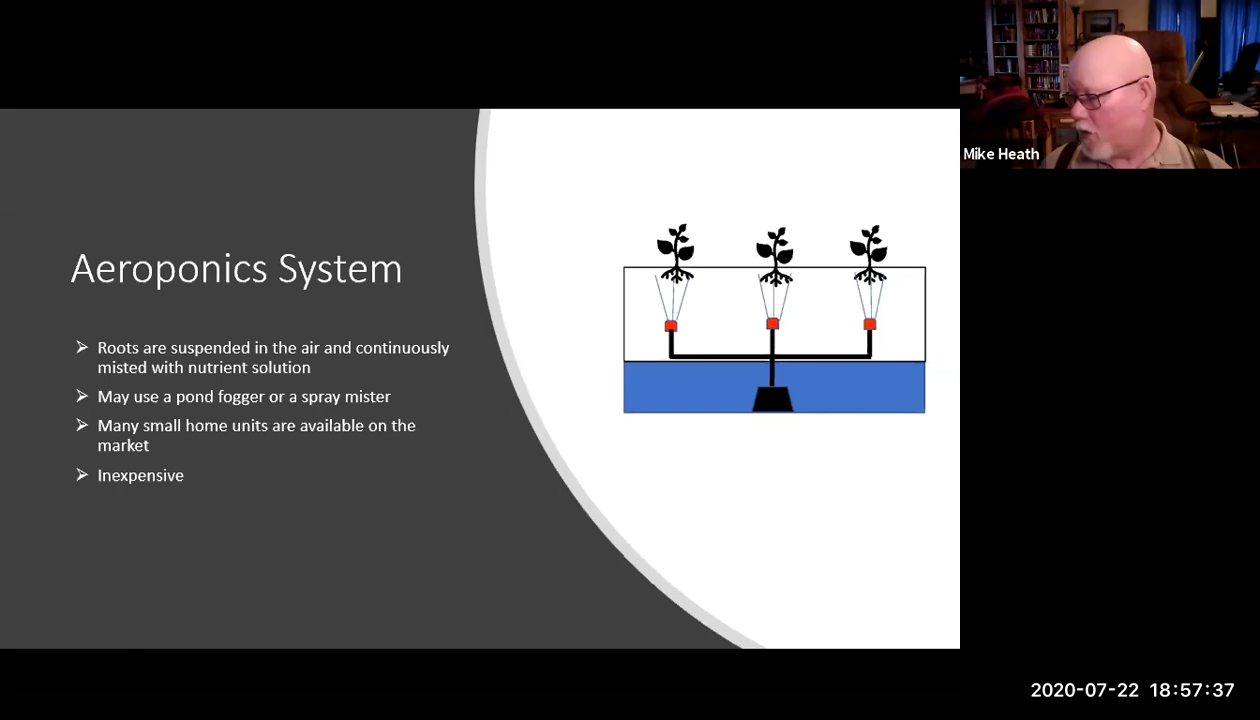 Mike Heath
Aeroponics System
➢ Roots are suspended in the air and continuously
misted with nutrient solution
➢ May use a pond fogger or a spray mister
➢ Many small home units are available on the
market
➢ Inexpensive
2020-07-22 18:57:37